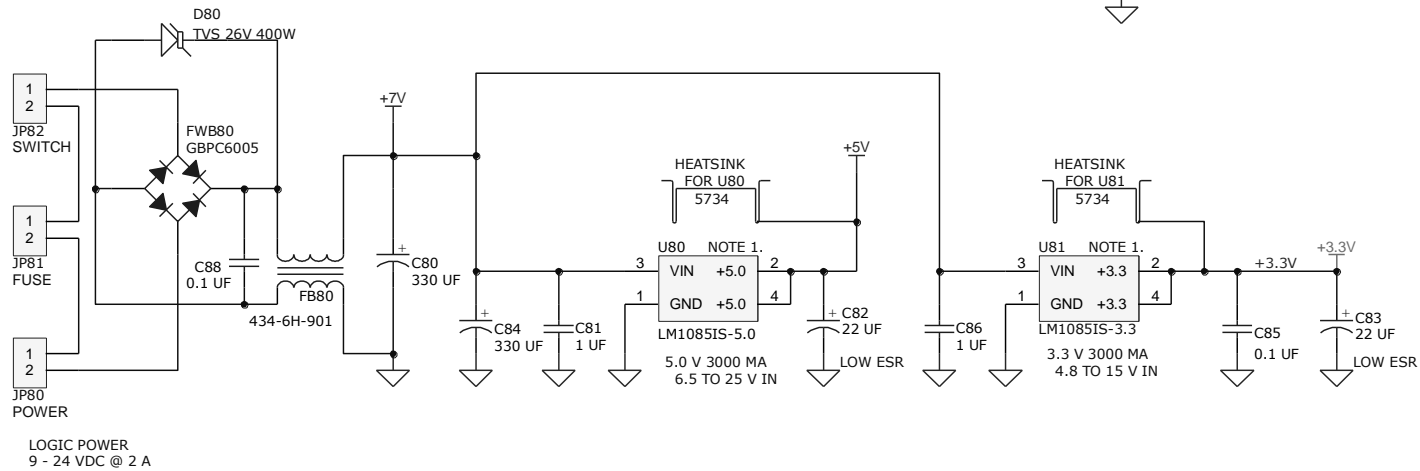 D80
TVS 26V 400W
1
2
JP82
SWITCH
FWB80
GBPC6005
1
2
JP81
FUSE
C88
0.1 UF
FB80
434-6H-901
1
2
JP80
POWER
LOGIC POWER
9 - 24 VDC @ 2 A
+7V
+
C80
330 UF
+
C84
330 UF
C81
1 UF
HEATSINK
FOR U80
5734
U80 NOTE 1.
3 VIN +5.0 2
1 GND +5.0 4
LM1085IS-5.0
5.0 V 3000 MA
6.5 TO 25 V IN
+5V
+
C82
22 UF
LOW ESR
C86
1 UF
HEATSINK
FOR U81
5734
U81 NOTE 1.
3 VIN +3.3 2
1 GND +3.3 4
LM1085IS-3.3
3.3 V 3000 MA
4.8 TO 15 V IN
+3.3V
+3.3V
C85
0.1 UF
+
C83
22 UF
LOW ESR